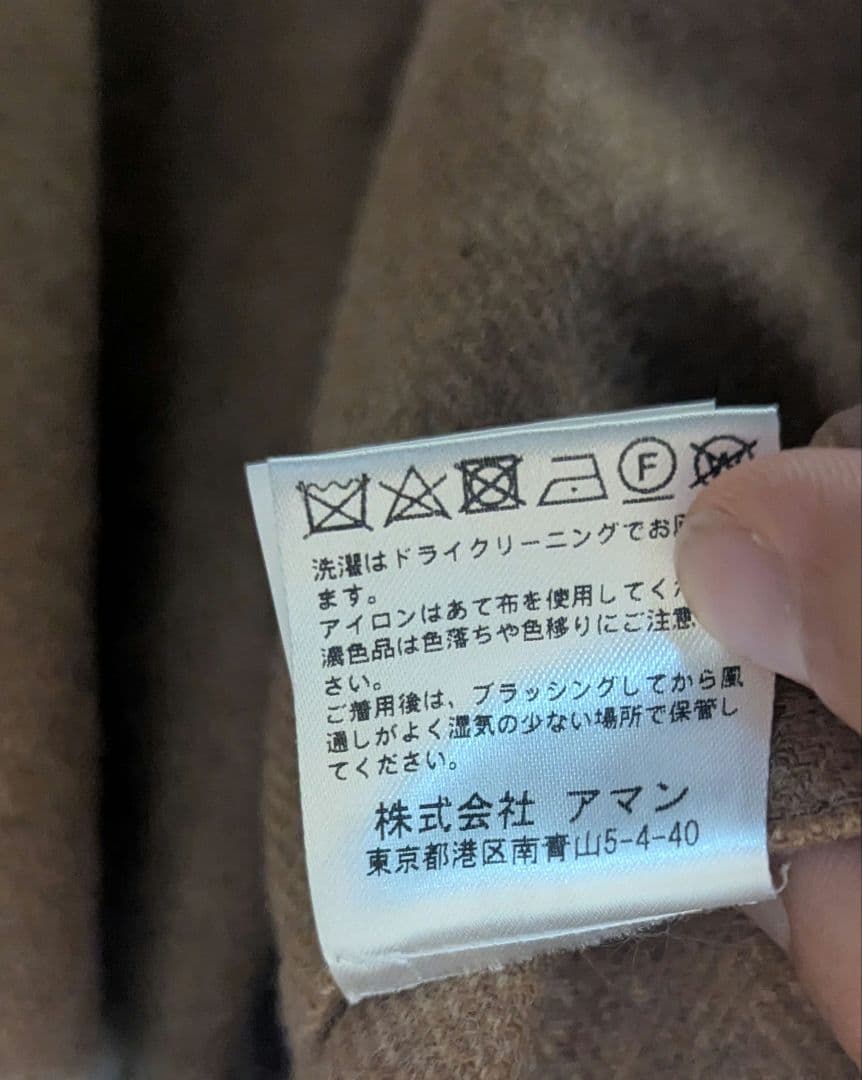 F W
洗濯はドライクリーニングでお
ます。
アイロンはあて布を使用してく
濃色品は色落ちや色移りにご注意
さい。
ご着用後は、ブラッシングしてから風
通しがよく湿気の少ない場所で保管し
てください。
株式会社 アマン
東京都港区南青山5-4-40